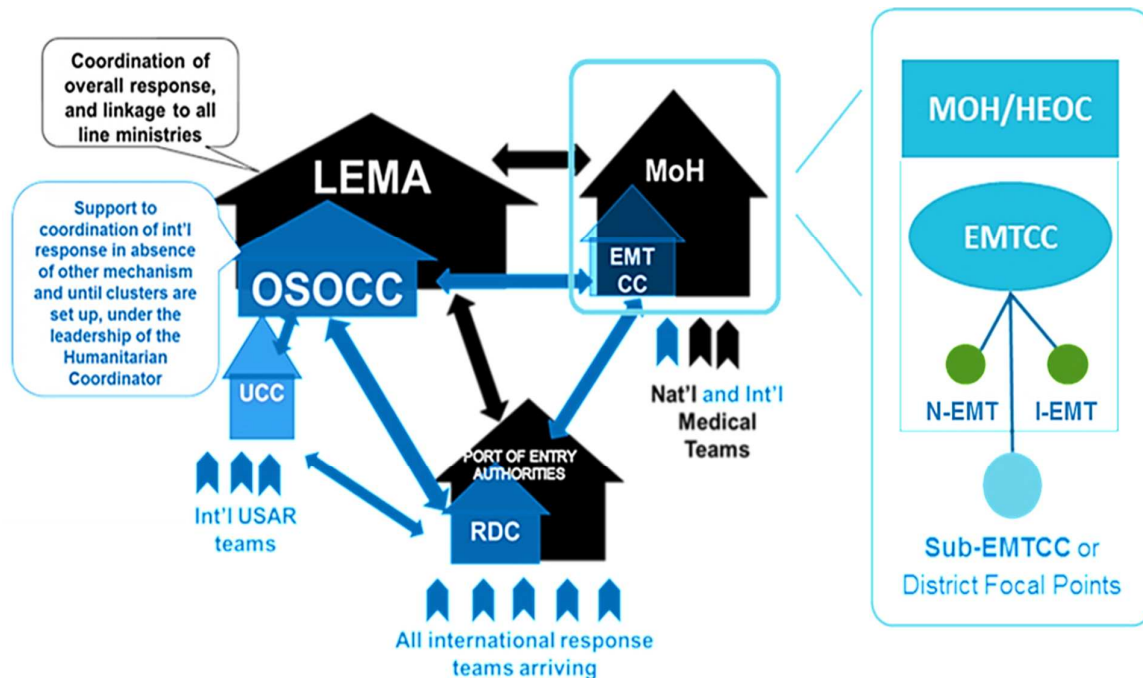 Coordination of
overall response,
and linkage to all
line ministries
LEMA
MoH
Support to
coordination of int'l
response in absence
of other mechanism
and until clusters are
set up, under the
leadership of the
Humanitarian
Coordinator
OSOCC
EMT
CC
UCC
Int'l USAR
teams
Nat'l and Int'l
Medical
Teams
PORT OF ENTRY
AUTHORITIES
RDC
All international response
teams arriving
MOH/HEOC
EMTCC
N-EMT
I-EMT
Sub-EMTCC or
District Focal Points